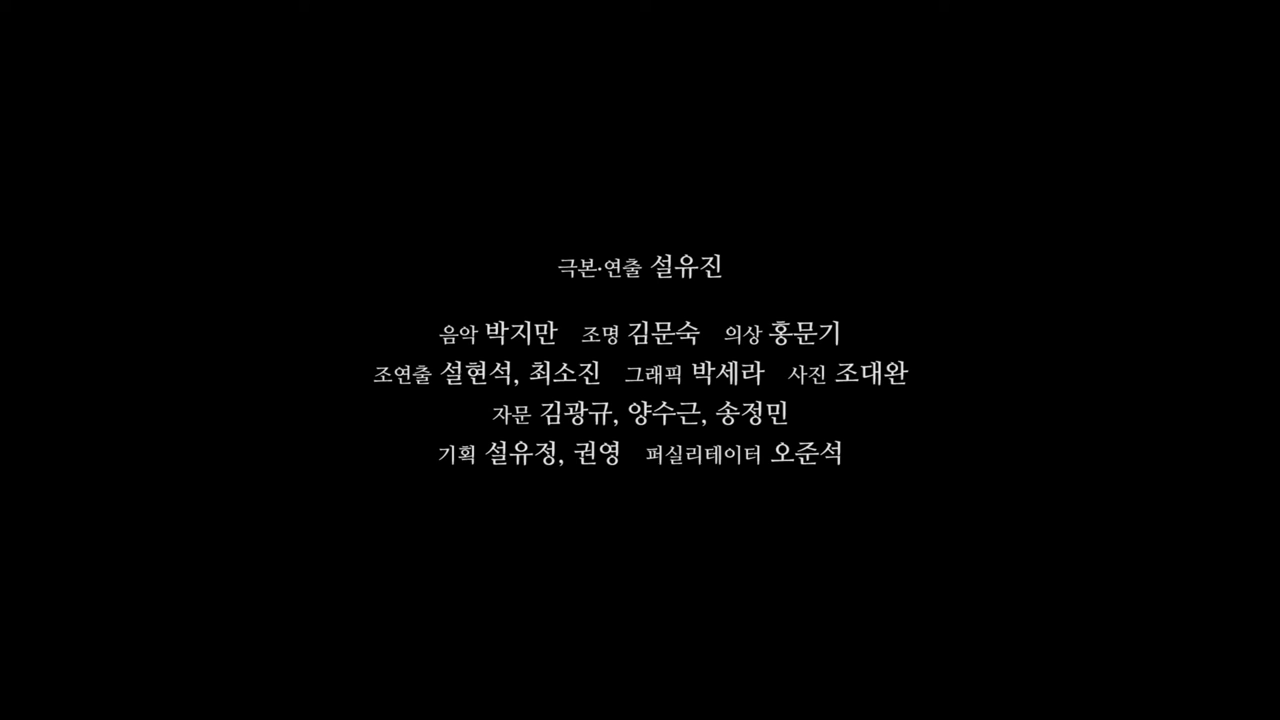 극본·연출 설유진
음악 박지만 조명 김문숙 의상 홍문기
조연출 설현석, 최소진 그래픽 박세라 사진 조대완
자문 김광규, 양수근, 송정민
기획 설유정, 권영 퍼실리테이터 오준석